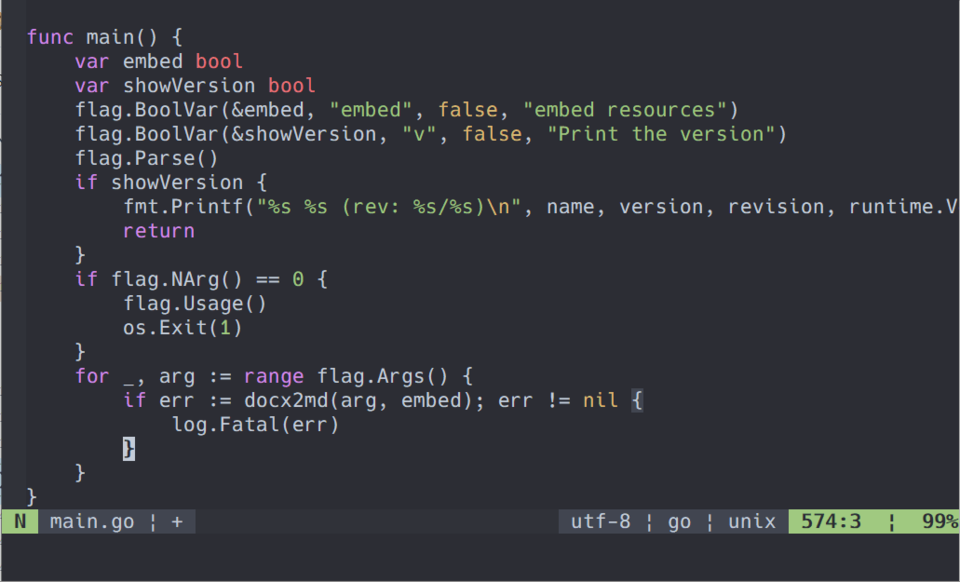 func main() {
    var embed bool
    var showVersion bool
    flag.BoolVar(&embed, "embed", false, "embed resources")
    flag.BoolVar(&showVersion, "v", false, "Print the version")
    flag.Parse()
    if showVersion {
        fmt.Printf("%s %s (rev: %s/%s)\n", name, version, revision, runtime.V
        return
    }
    if flag.NArg() == 0 {
        flag.Usage()
        os.Exit(1)
    }
    for _, arg := range flag.Args() {
        if err := docx2md(arg, embed); err != nil {
            log.Fatal(err)
        }
    }
}
N main.go ¦ + utf-8 ¦ go ¦ unix 574:3 ¦ 99%